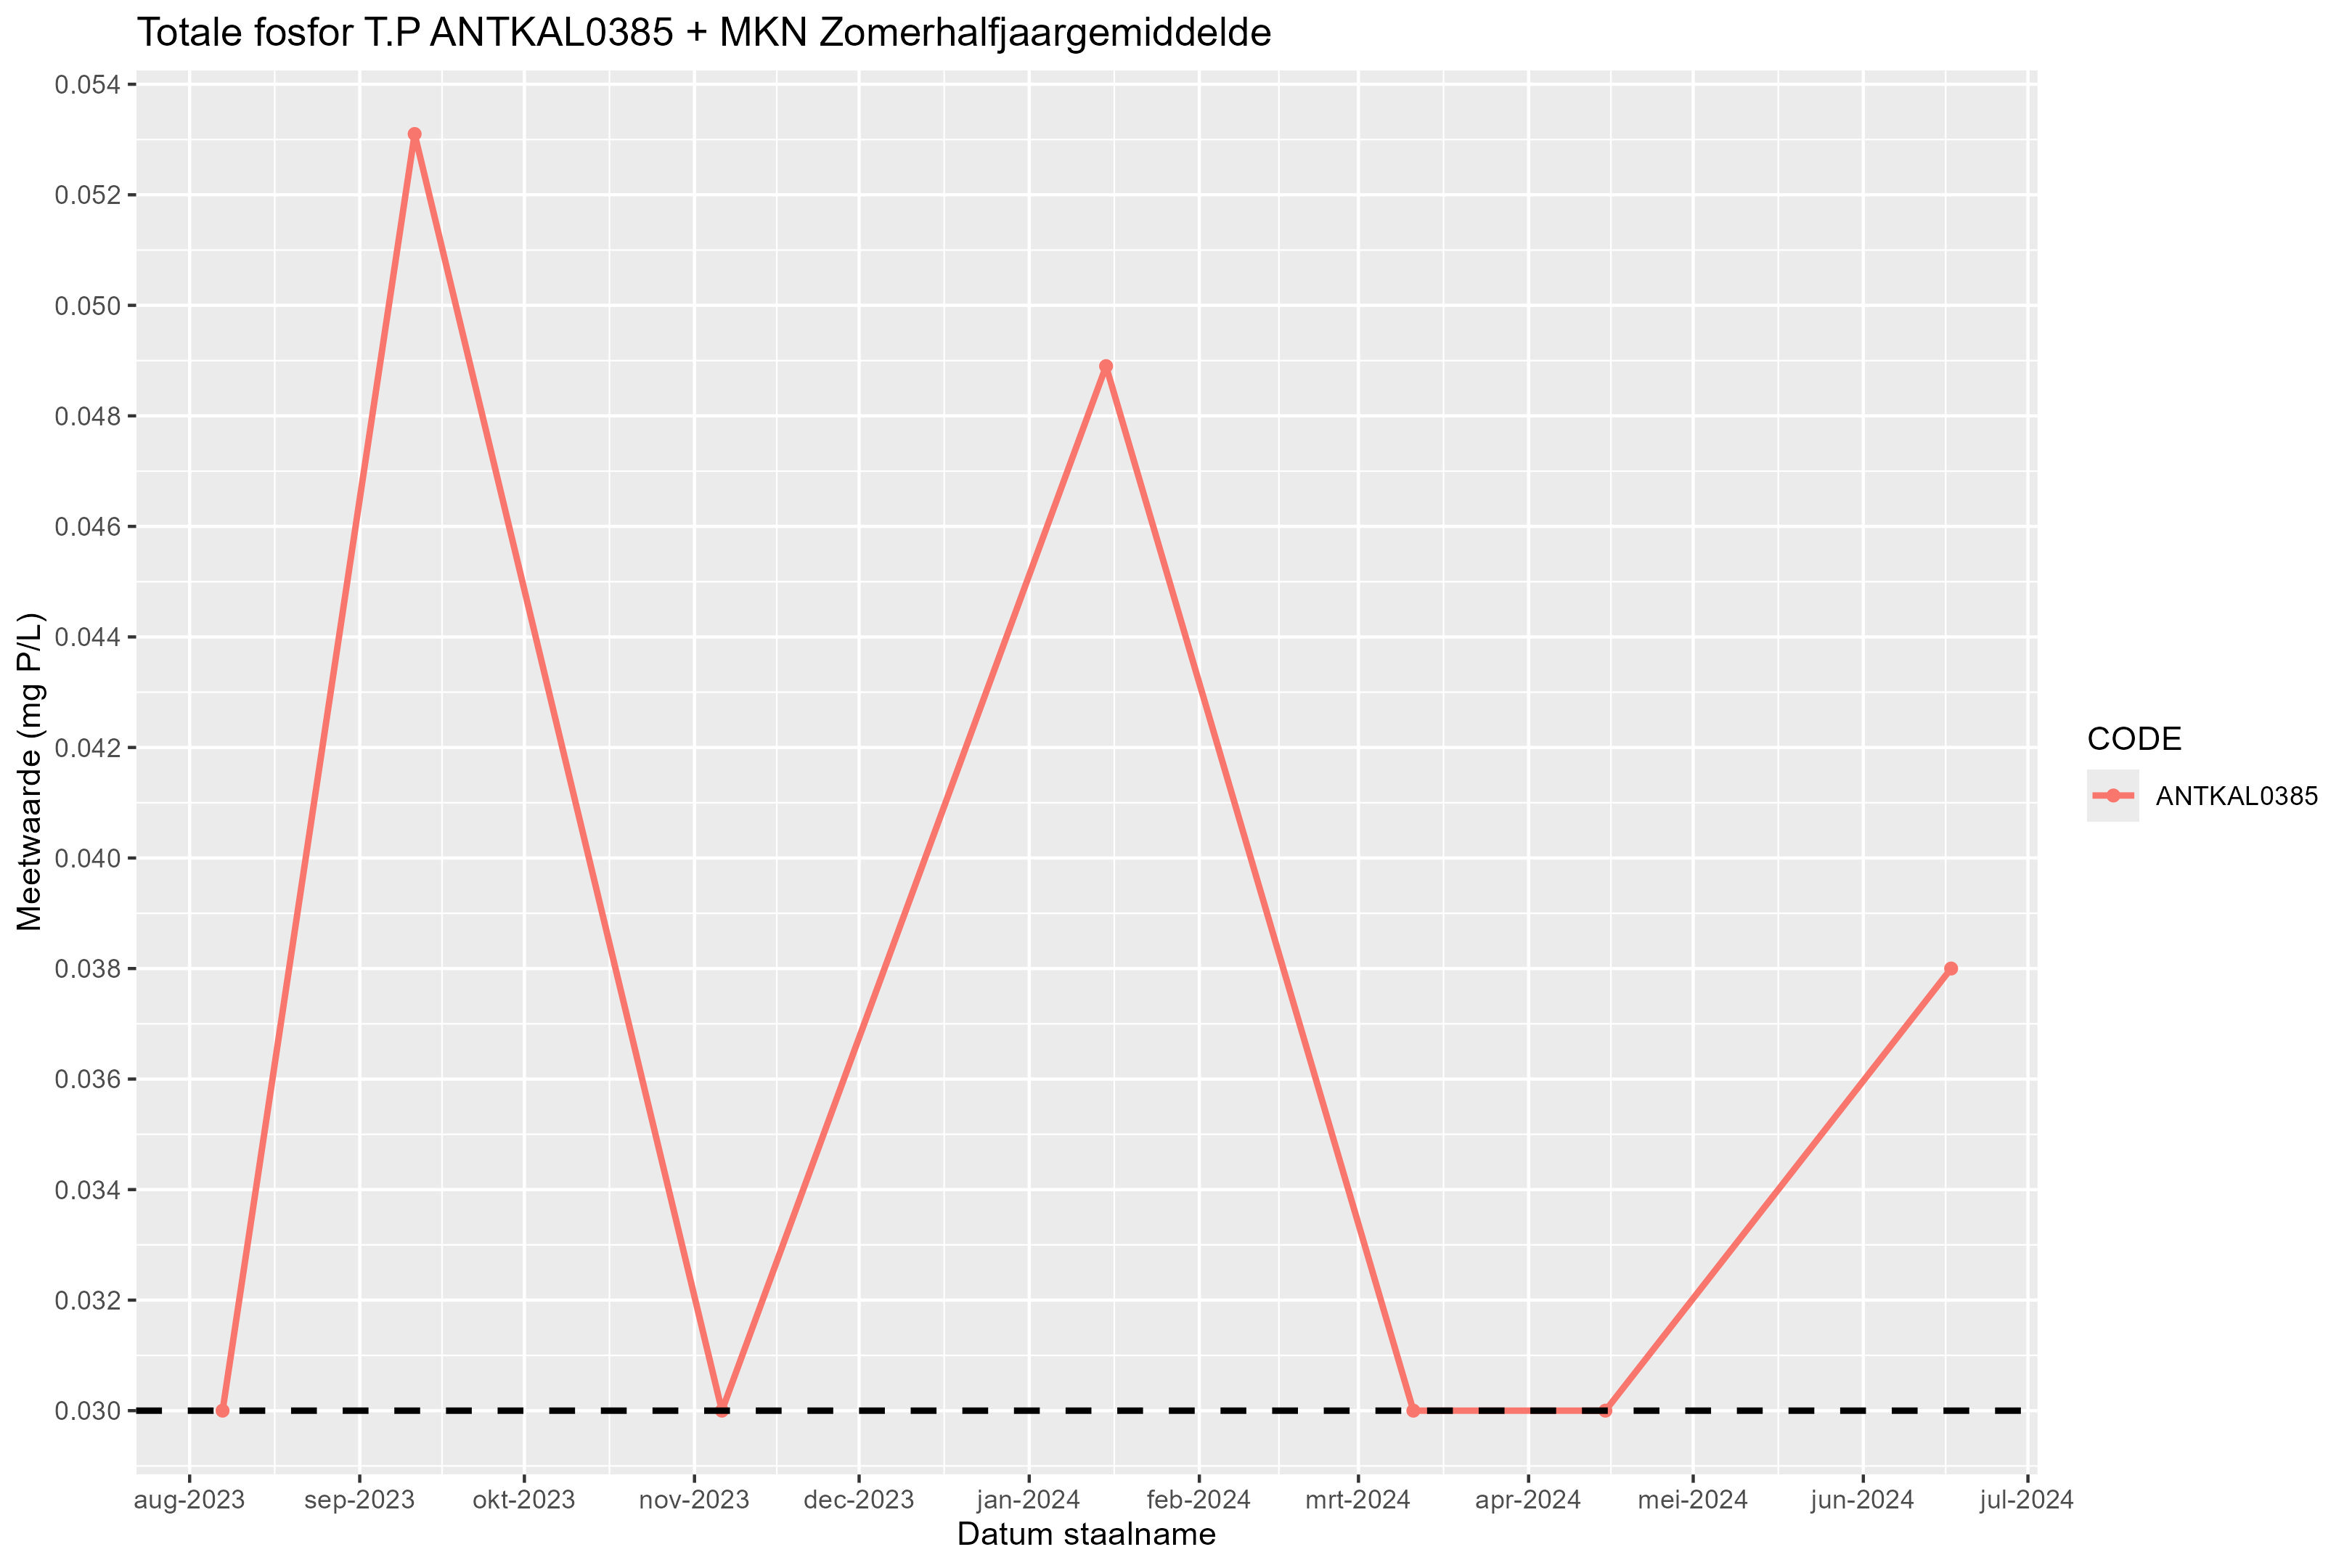 Totale fosfor T.P ANTKAL0385 + MKN Zomerhalfjaargemiddelde
0.054
0.052
0.050
0.048
0.046
0.044
0.042
0.040
0.038
0.036
0.034
0.032
0.030
Meetwaarde (mg P/L)
aug-2023 sep-2023 okt-2023 nov-2023 dec-2023 jan-2024 feb-2024 mrt-2024 apr-2024 mei-2024 jun-2024 jul-2024
Datum staalname
CODE
ANTKAL0385